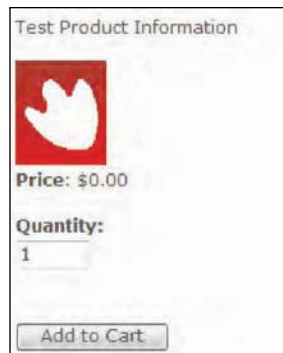 Test Product Information
Price: $0.00
Quantity:
1
Add to Cart